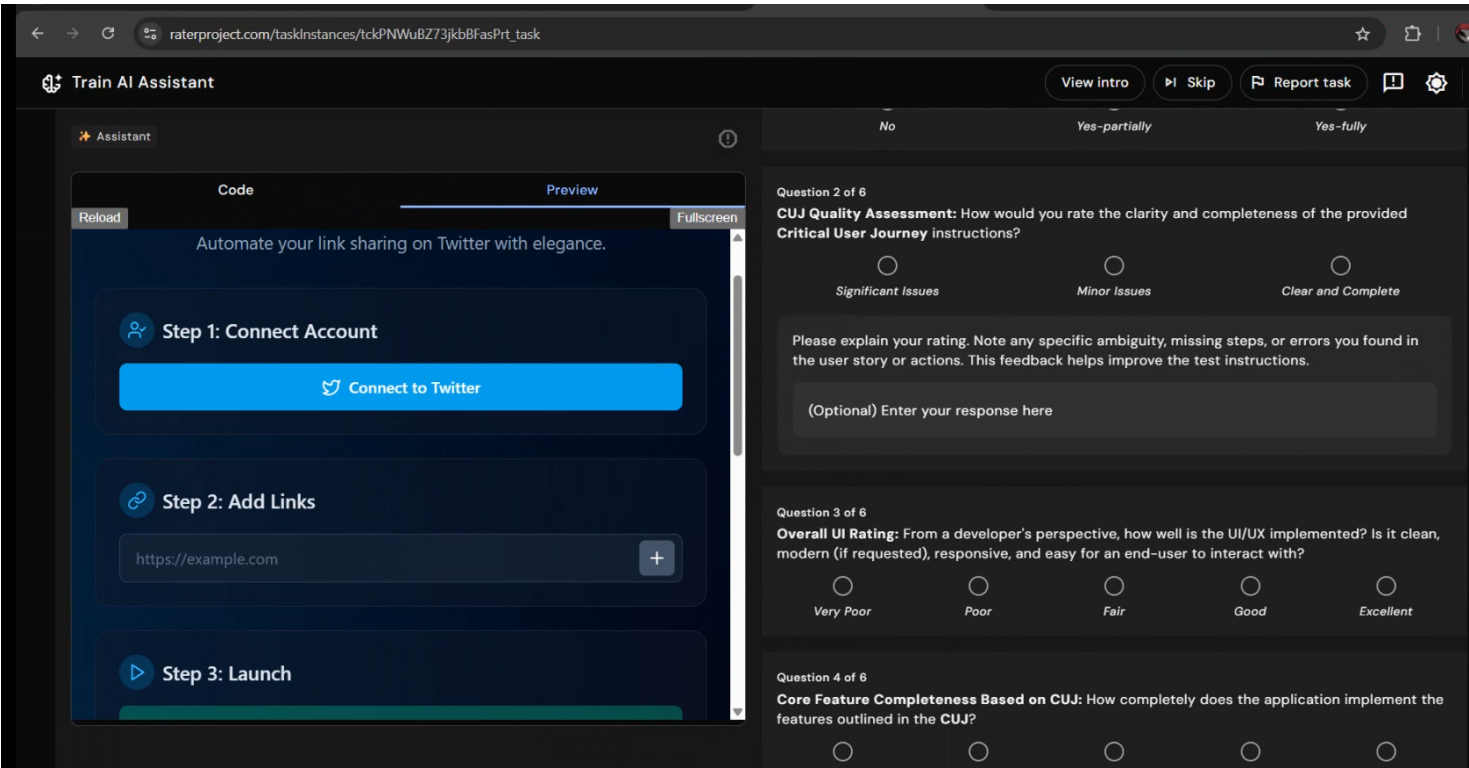 raterproject.com/taskInstances/tckPNWuBZ73jkbBFasPrt_task
Train AI Assistant
View intro
Skip
Report task
Assistant
Code
Preview
Reload
Fullscreen
Automate your link sharing on Twitter with elegance.
Step 1: Connect Account
Connect to Twitter
Step 2: Add Links
https://example.com
+
Step 3: Launch
No
Yes-partially
Yes-fully
Question 2 of 6
CUJ Quality Assessment: How would you rate the clarity and completeness of the provided
Critical User Journey instructions?
Significant Issues
Minor Issues
Clear and Complete
Please explain your rating. Note any specific ambiguity, missing steps, or errors you found in
the user story or actions. This feedback helps improve the test instructions.
(Optional) Enter your response here
Question 3 of 6
Overall UI Rating: From a developer's perspective, how well is the UI/UX implemented? Is it clean,
modern (if requested), responsive, and easy for an end-user to interact with?
Very Poor
Poor
Fair
Good
Excellent
Question 4 of 6
Core Feature Completeness Based on CUJ: How completely does the application implement the
features outlined in the CUJ?